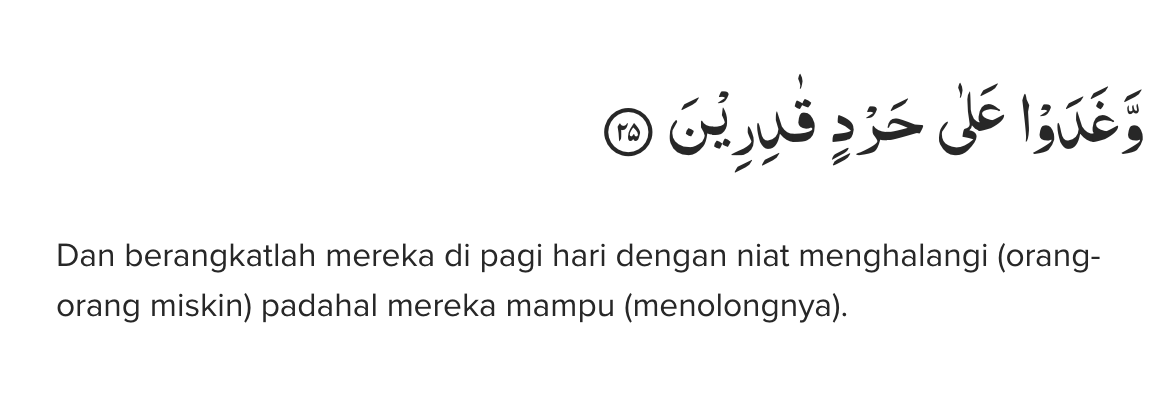 وَّغَدَوْا عَلٰى حَرْدٍ قٰدِرِيْنَ ٢٥
Dan berangkatlah mereka di pagi hari dengan niat menghalangi (orang-
orang miskin) padahal mereka mampu (menolongnya).